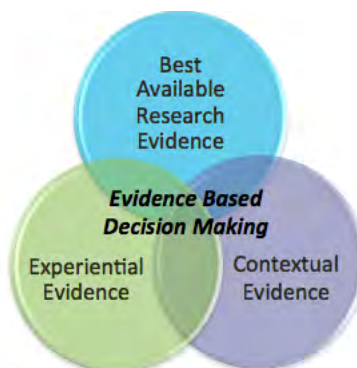 Best
Available
Research
Evidence
Evidence Based
Decision Making
Experiential
Evidence
Contextual
Evidence